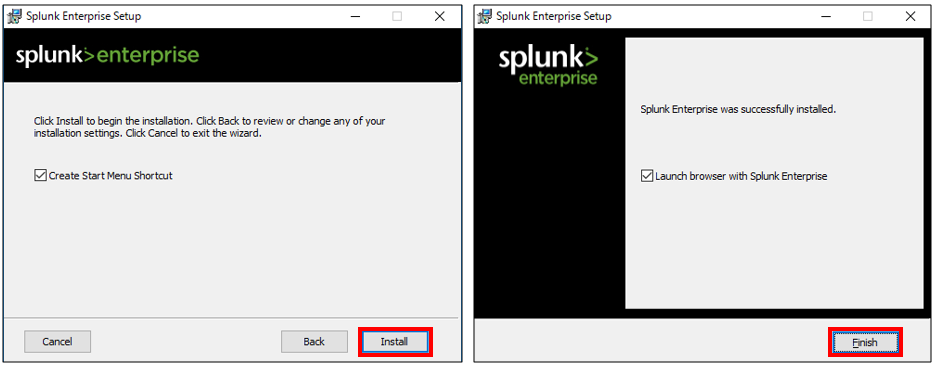 Splunk Enterprise Setup
splunk>enterprise
Click Install to begin the installation. Click Back to review or change any of your
installation settings. Click Cancel to exit the wizard.
Create Start Menu Shortcut
Cancel
Back
Install
Splunk Enterprise Setup
splunk>
enterprise
Splunk Enterprise was successfully installed.
Launch browser with Splunk Enterprise
Finish